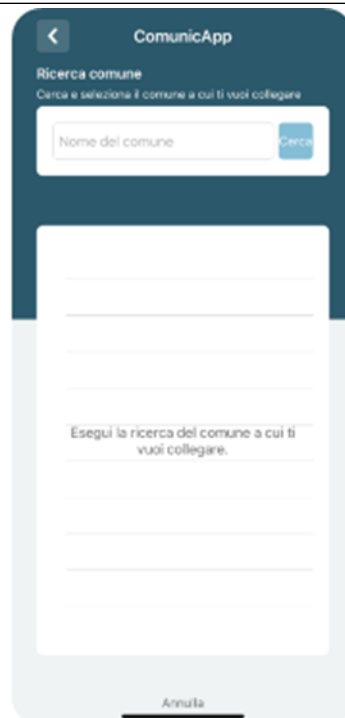 ComunicApp
Ricerca comune
Cerca e seleziona il comune a cui ti vuoi collegare
Nome del comune
Cerca
Esegui la ricerca del comune a cui ti
vuoi collegare.
Annulla